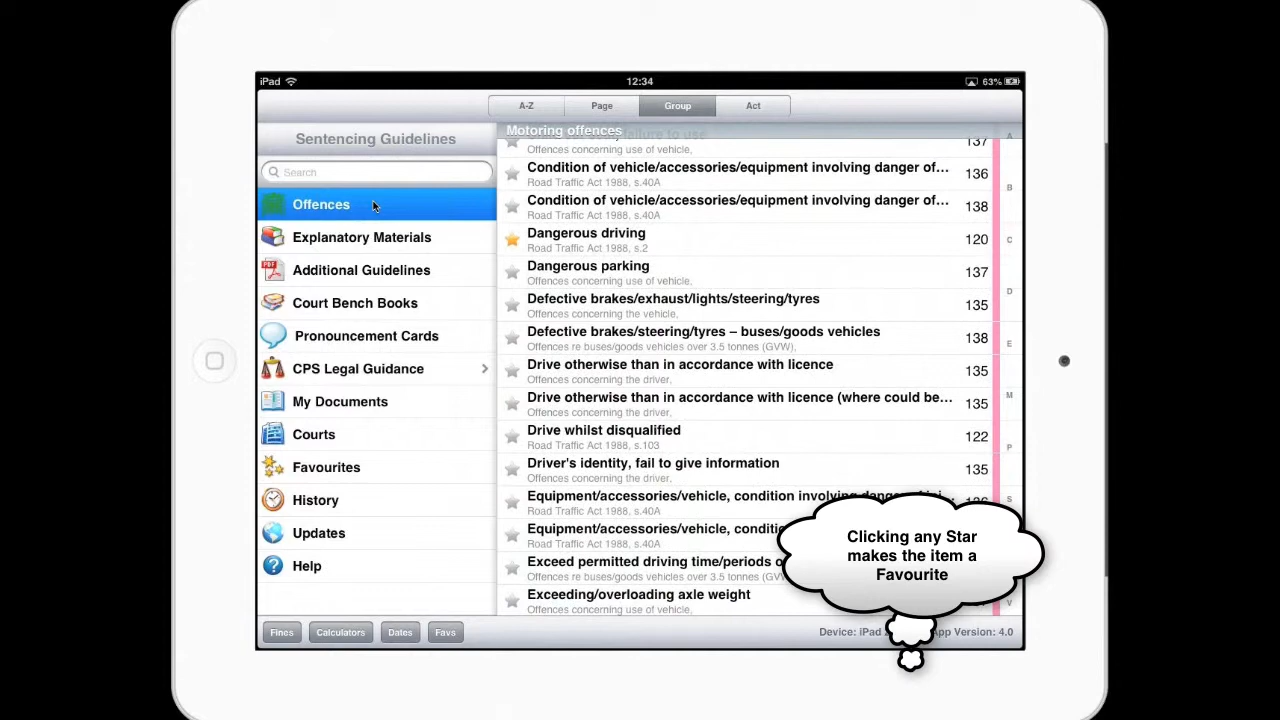 iPad
12:34
63%
A-Z
Page
Group
Act
Sentencing Guidelines
Search
Offences
Explanatory Materials
Additional Guidelines
Court Bench Books
Pronouncement Cards
CPS Legal Guidance
My Documents
Courts
Favourites
History
Updates
Help
Motoring offences
failure to use
137
Offences concerning use of vehicle,
Condition of vehicle/accessories/equipment involving danger of…
136
Road Traffic Act 1988, s.40A
Condition of vehicle/accessories/equipment involving danger of…
138
Road Traffic Act 1988, s.40A
Dangerous driving
120
Road Traffic Act 1988, s.2
Dangerous parking
137
Offences concerning use of vehicle,
Defective brakes/exhaust/lights/steering/tyres
135
Offences concerning the vehicle,
Defective brakes/steering/tyres – buses/goods vehicles
138
Offences re buses/goods vehicles over 3.5 tonnes (GVW),
Drive otherwise than in accordance with licence
135
Offences concerning the driver,
Drive otherwise than in accordance with licence (where could be…
135
Offences concerning the driver,
Drive whilst disqualified
122
Road Traffic Act 1988, s.103
Driver's identity, fail to give information
135
Offences concerning the driver,
Equipment/accessories/vehicle, condition involving
Road Traffic Act 1988, s.40A
Equipment/accessories/vehicle,
Road Traffic Act 1988, s.40A
Exceed permitted driving time/periods
Offences re buses/goods vehicles over 3.5 tonnes
Exceeding/overloading axle weight
Offences concerning use of vehicle,
A
B
C
D
E
M
P
S
V
Clicking any Star
makes the item a
Favourite
Fines
Calculators
Dates
Favs
Device: iPad
App Version: 4.0
PDF